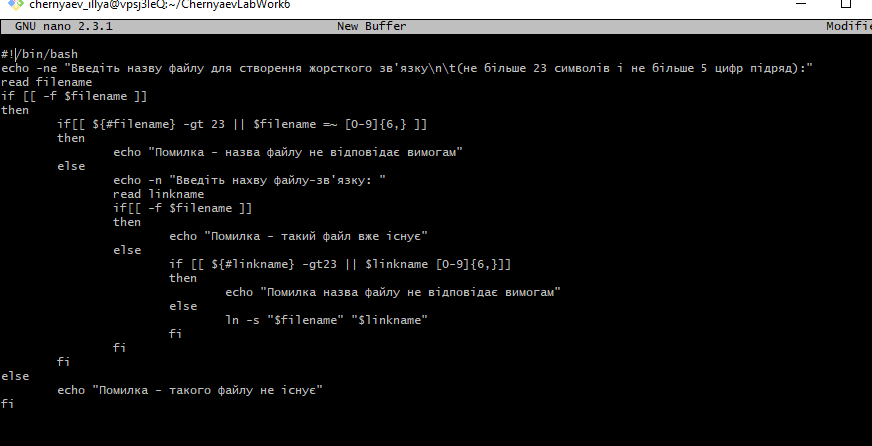 chernyaev_illya@vpsj3leQ:~/ChernyaevLabWork6
GNU nano 2.3.1 New Buffer Modifie
#!/bin/bash
echo -ne "Введіть назву файлу для створення жорсткого зв'язку\n\t(не більше 23 символів і не більше 5 цифр підряд):"
read filename
if [[ -f $filename ]]
then
if[[ ${#filename} -gt 23 || $filename =~ [0-9]{6,} ]]
then
echo "Помилка - назва файлу не відповідає вимогам"
else
echo -n "Введіть нахву файлу-зв'язку: "
read linkname
if[[ -f $filename ]]
then
echo "Помилка - такий файл вже існує"
else
if [[ ${#linkname} -gt23 || $linkname [0-9]{6,}]]
then
echo "Помилка назва файлу не відповідає вимогам"
else
ln -s "$filename" "$linkname"
fi
fi
fi
else
echo "Помилка - такого файлу не існує"
fi